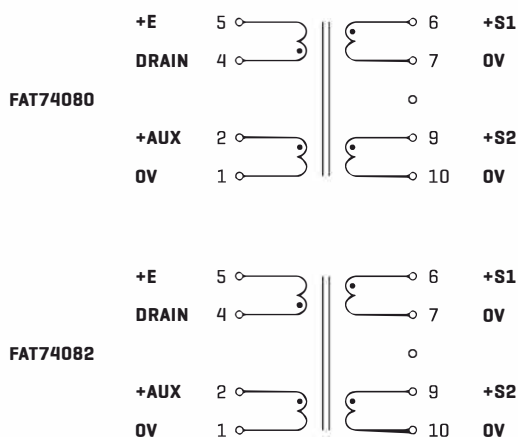 +E 5 6 +S1
DRAIN 4 7 0V
FAT74080
+AUX 2 9 +S2
0V 1 10 0V
+E 5 6 +S1
DRAIN 4 7 0V
FAT74082
+AUX 2 9 +S2
0V 1 10 0V